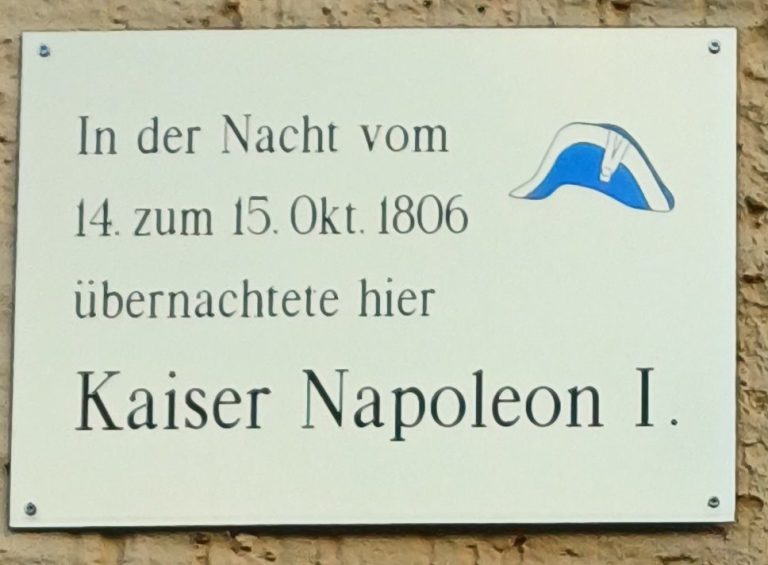 In der Nacht vom
14. zum 15. Okt. 1806
übernachtete hier
Kaiser Napoleon I.